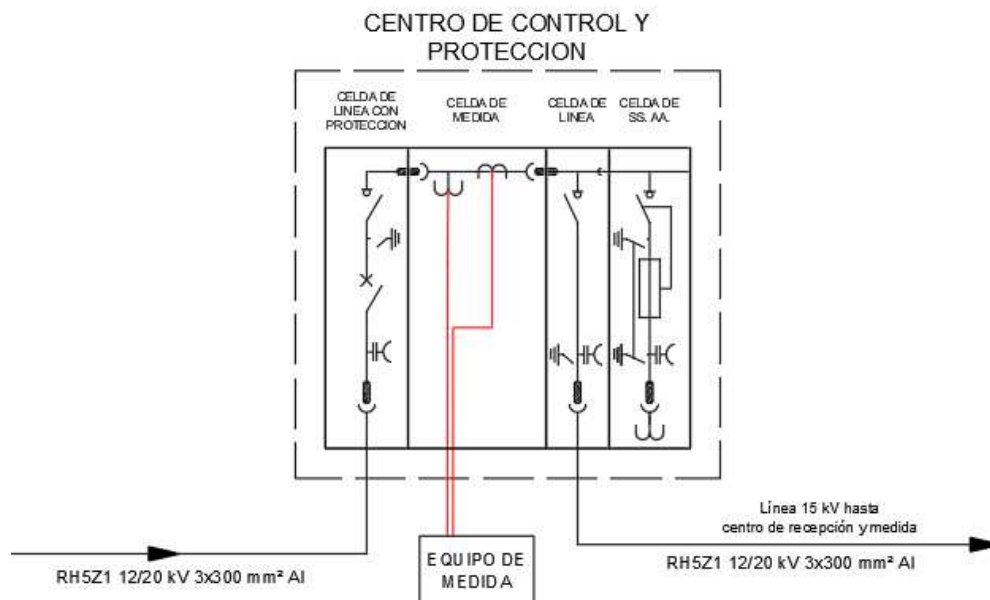 CENTRO DE CONTROL Y
PROTECCION
CELDA DE
LINEA CON
PROTECCION
CELDA DE
MEDIDA
CELDA DE
LINEA
CELDA DE
SS. AA.
Línea 15 kV hasta
centro de recepción y medida
RH5Z1 12/20 kV 3x300 mm² Al
EQUIPO DE
MEDIDA
RH5Z1 12/20 kV 3x300 mm² Al